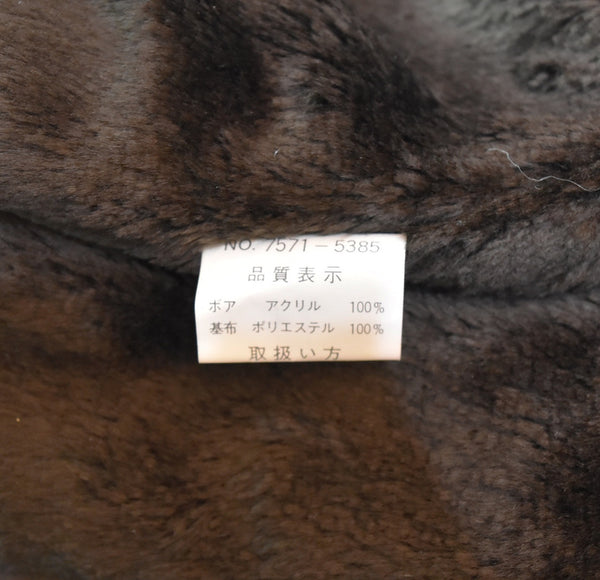 NO. 7571-5385
品質表示
ボア アクリル 100%
基布 ポリエステル 100%
取扱い方